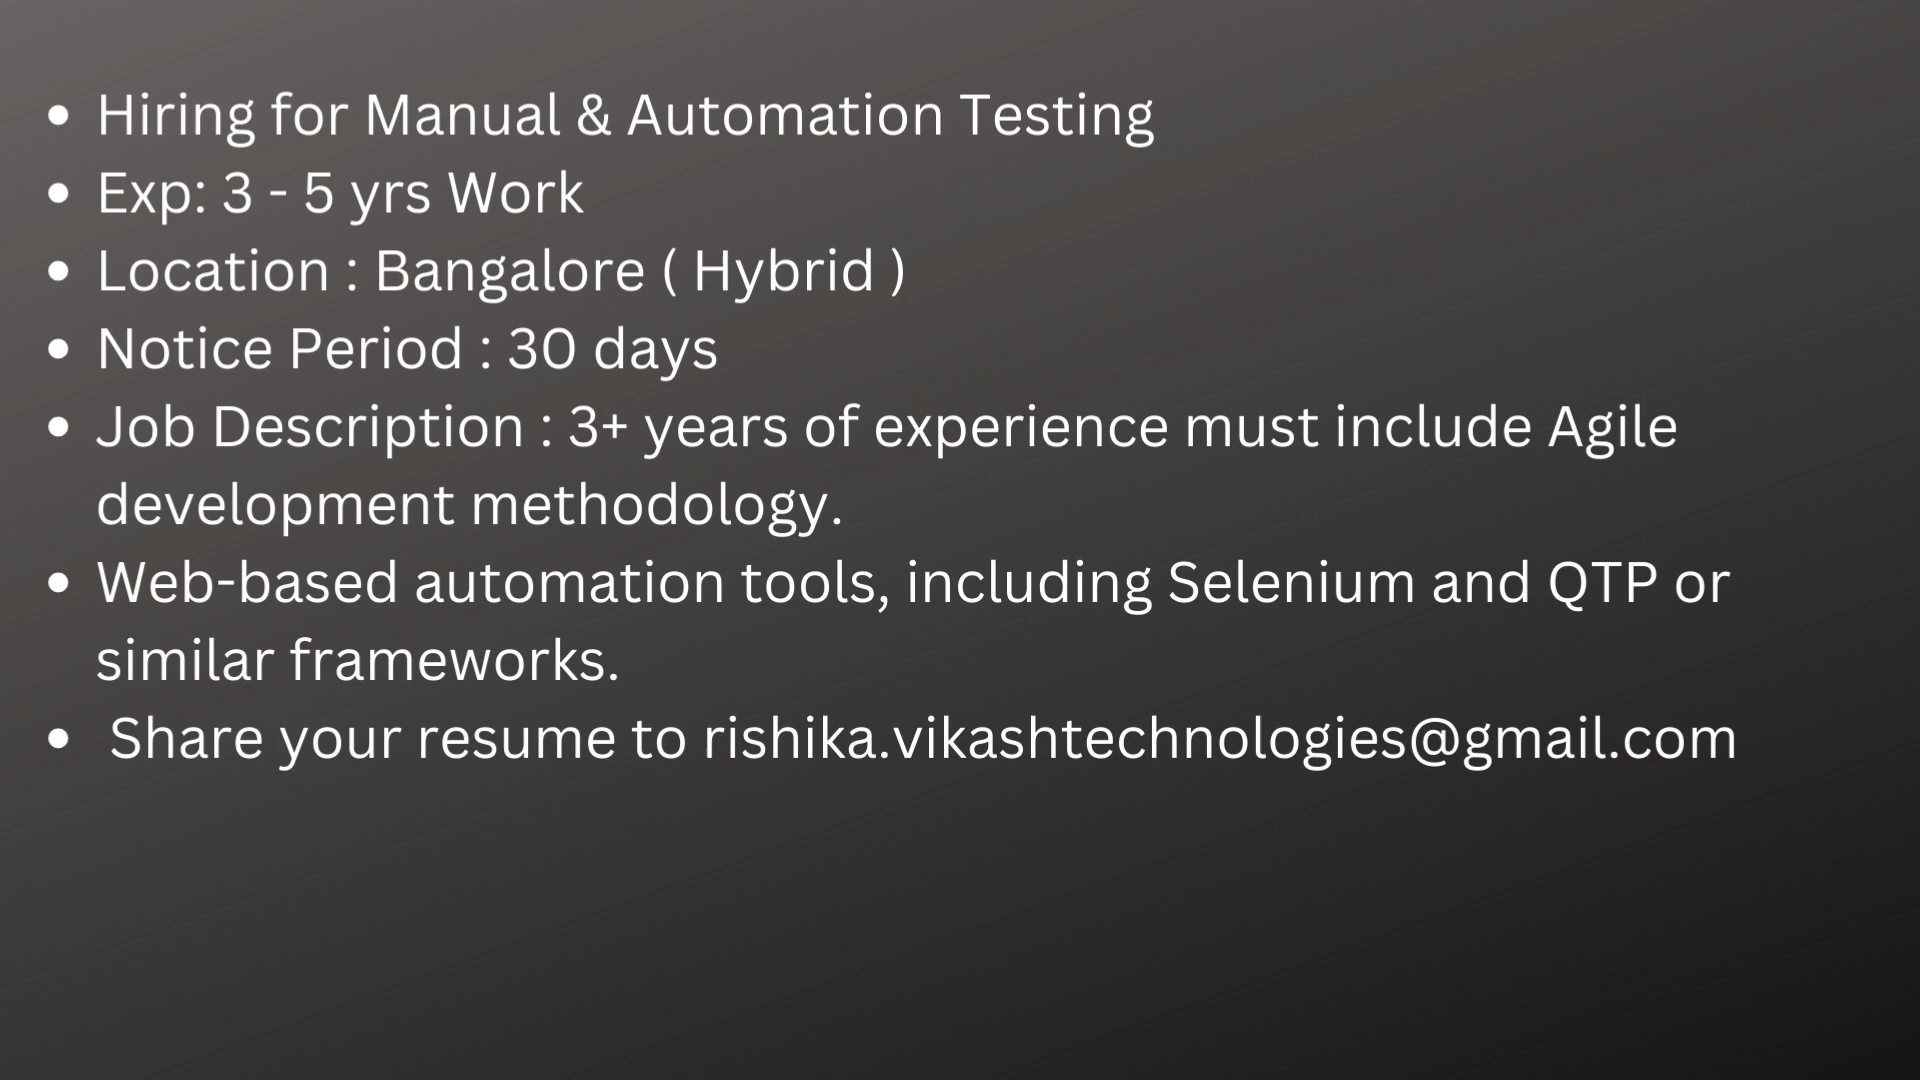 • Hiring for Manual & Automation Testing
• Exp: 3 - 5 yrs Work
• Location : Bangalore ( Hybrid )
• Notice Period : 30 days
• Job Description : 3+ years of experience must include Agile
development methodology.
• Web-based automation tools, including Selenium and QTP or
similar frameworks.
• Share your resume to rishika.vikashtechnologies@gmail.com